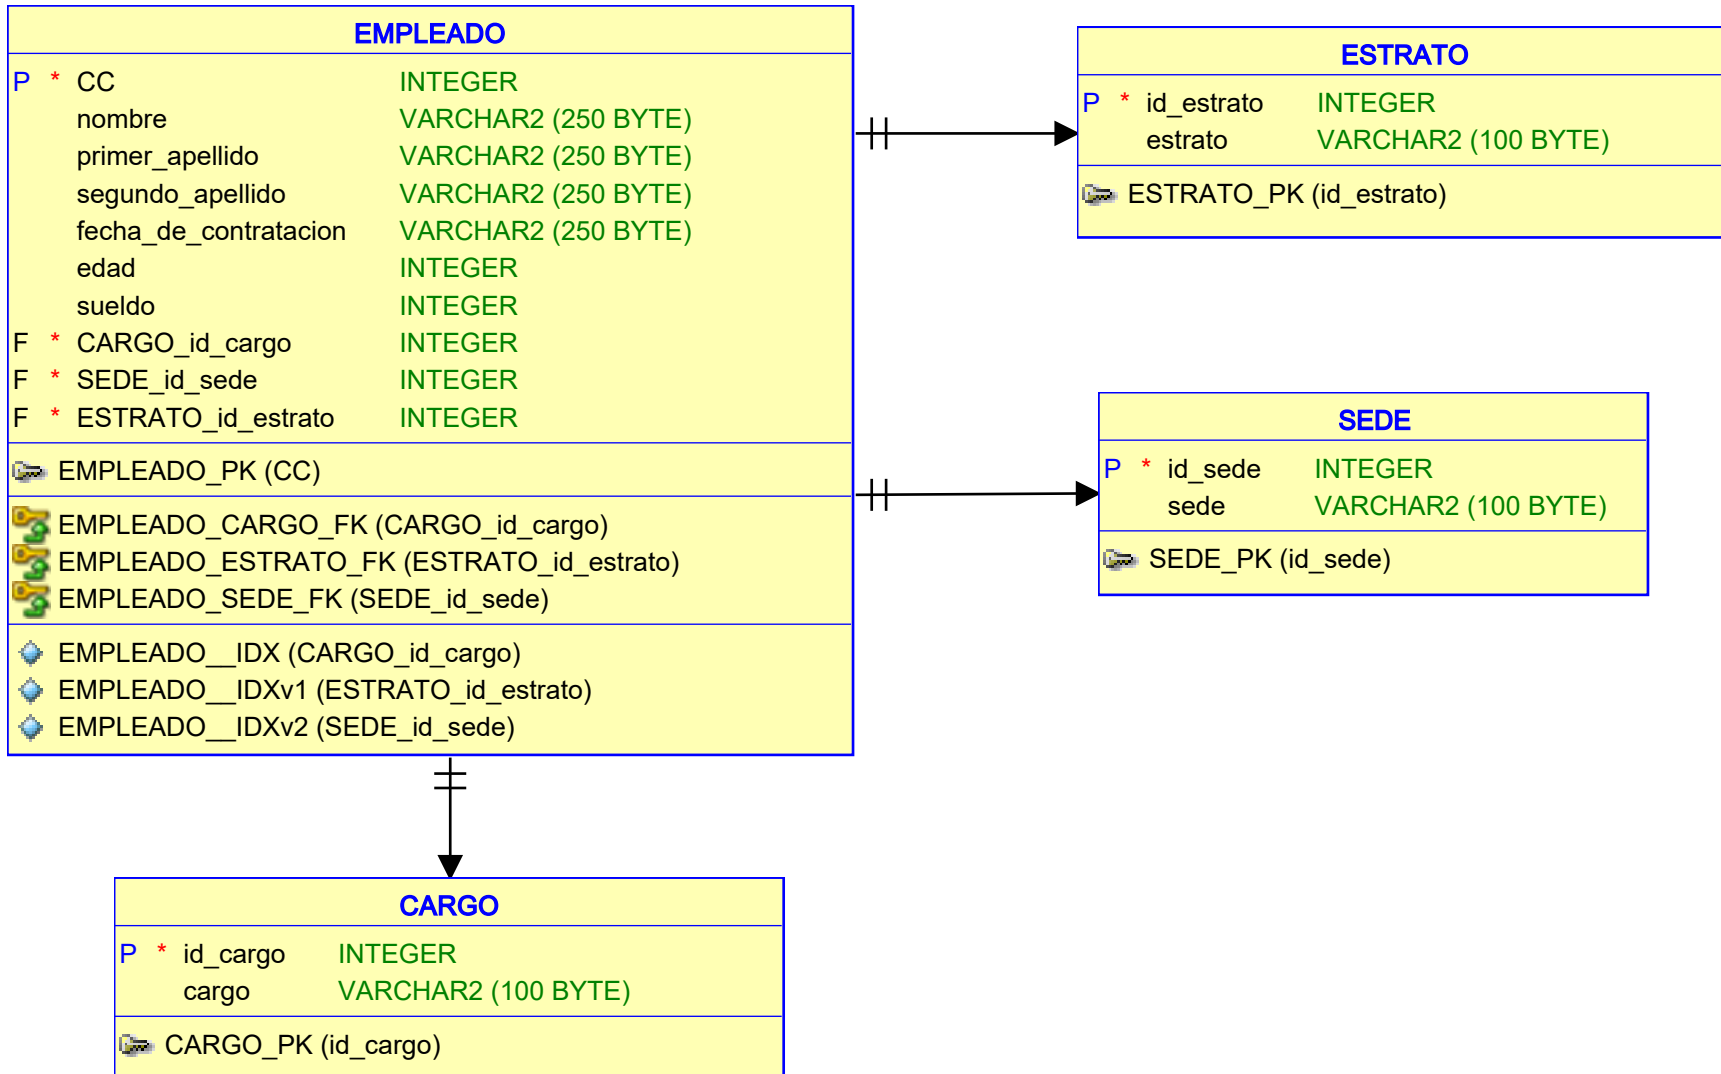 EMPLEADO
P * CC INTEGER
nombre VARCHAR2 (250 BYTE)
primer_apellido VARCHAR2 (250 BYTE)
segundo_apellido VARCHAR2 (250 BYTE)
fecha_de_contratacion VARCHAR2 (250 BYTE)
edad INTEGER
sueldo INTEGER
F * CARGO_id_cargo INTEGER
F * SEDE_id_sede INTEGER
F * ESTRATO_id_estrato INTEGER
EMPLEADO_PK (CC)
EMPLEADO_CARGO_FK (CARGO_id_cargo)
EMPLEADO_ESTRATO_FK (ESTRATO_id_estrato)
EMPLEADO_SEDE_FK (SEDE_id_sede)
EMPLEADO__IDX (CARGO_id_cargo)
EMPLEADO__IDXv1 (ESTRATO_id_estrato)
EMPLEADO__IDXv2 (SEDE_id_sede)
ESTRATO
P * id_estrato INTEGER
estrato VARCHAR2 (100 BYTE)
ESTRATO_PK (id_estrato)
SEDE
P * id_sede INTEGER
sede VARCHAR2 (100 BYTE)
SEDE_PK (id_sede)
CARGO
P * id_cargo INTEGER
cargo VARCHAR2 (100 BYTE)
CARGO_PK (id_cargo)